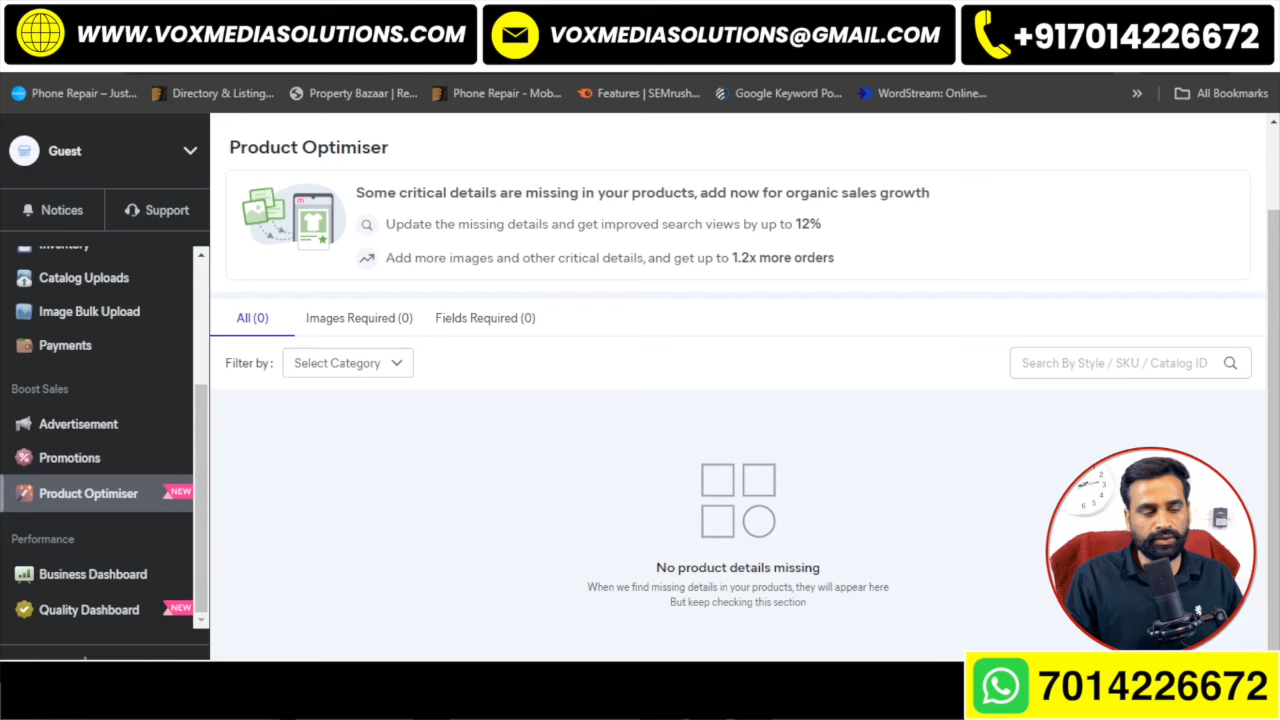 WWW.VOXMEDIASOLUTIONS.COM
VOXMEDIASOLUTIONS@GMAIL.COM
+917014226672
Phone Repair – Just...
Directory & Listing...
Property Bazaar | Re...
Phone Repair - Mob...
Features | SEMrush...
Google Keyword Po...
WordStream: Online...
»
All Bookmarks
Guest
Notices
Support
Inventory
Catalog Uploads
Image Bulk Upload
Payments
Boost Sales
Advertisement
Promotions
Product Optimiser
NEW
Performance
Business Dashboard
Quality Dashboard
NEW
Product Optimiser
Some critical details are missing in your products, add now for organic sales growth
Update the missing details and get improved search views by up to 12%
Add more images and other critical details, and get up to 1.2x more orders
All (0)
Images Required (0)
Fields Required (0)
Filter by :
Select Category
Search By Style / SKU / Catalog ID
No product details missing
When we find missing details in your products, they will appear here
But keep checking this section
7014226672